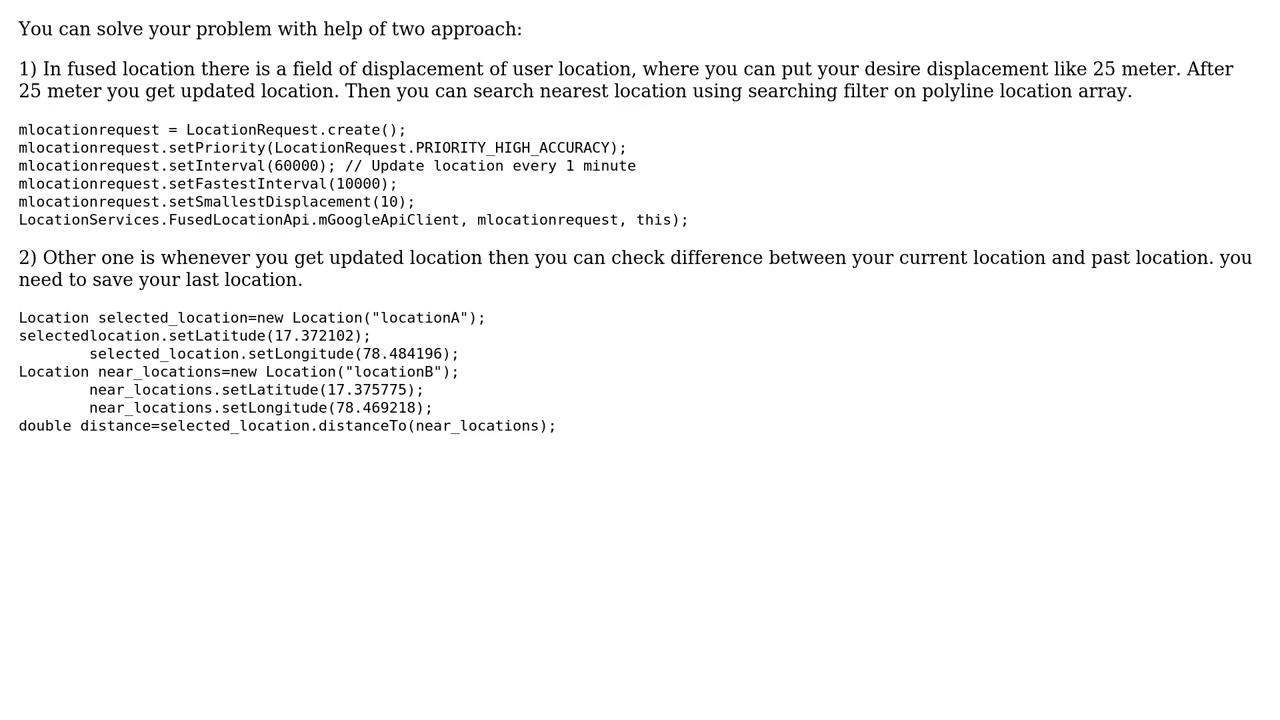 You can solve your problem with help of two approach:
1) In fused location there is a field of displacement of user location, where you can put your desire displacement like 25 meter. After
25 meter you get updated location. Then you can search nearest location using searching filter on polyline location array.
mlocationrequest = LocationRequest.create();
mlocationrequest.setPriority(LocationRequest.PRIORITY_HIGH_ACCURACY);
mlocationrequest.setInterval(60000); // Update location every 1 minute
mlocationrequest.setFastestInterval(10000);
mlocationrequest.setSmallestDisplacement(10);
LocationServices.FusedLocationApi.mGoogleApiClient, mlocationrequest, this);
2) Other one is whenever you get updated location then you can check difference between your current location and past location. you
need to save your last location.
Location selected_location=new Location("locationA");
selectedlocation.setLatitude(17.372102);
        selected_location.setLongitude(78.484196);
Location near_locations=new Location("locationB");
        near_locations.setLatitude(17.375775);
        near_locations.setLongitude(78.469218);
double distance=selected_location.distanceTo(near_locations);